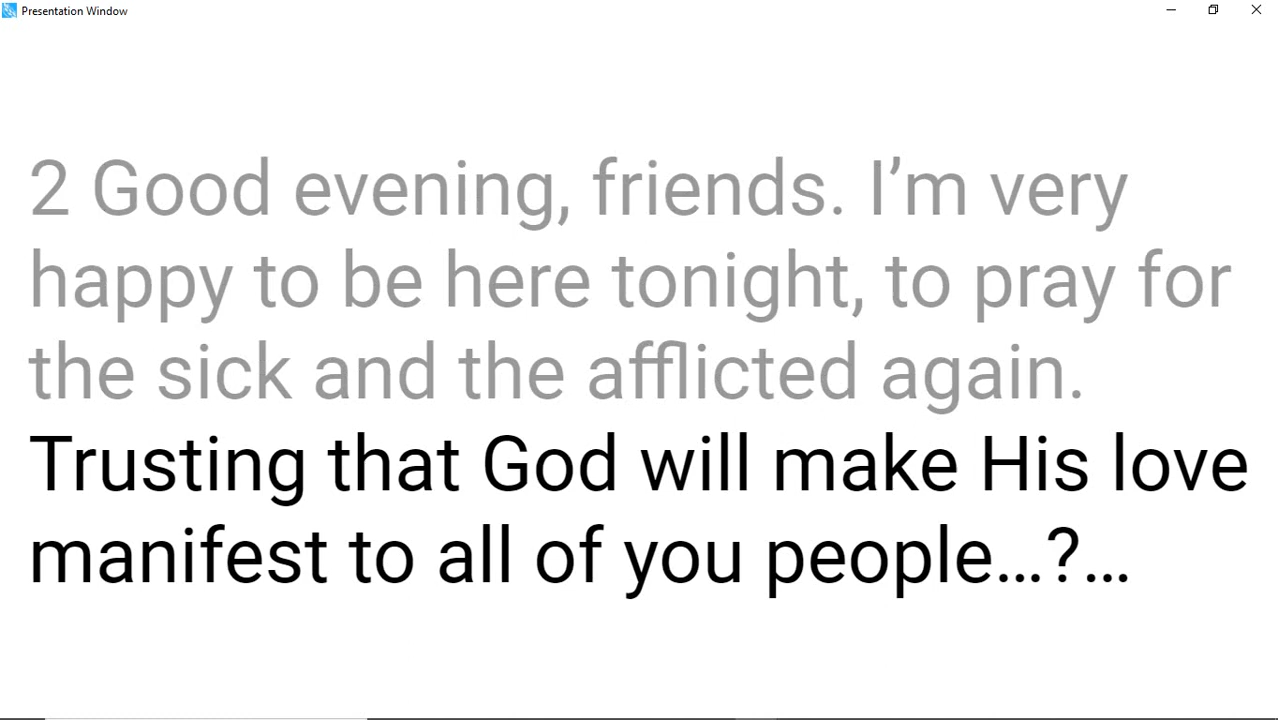 Presentation Window
2 Good evening, friends. I’m very
happy to be here tonight, to pray for
the sick and the afflicted again.
Trusting that God will make His love
manifest to all of you people…?…